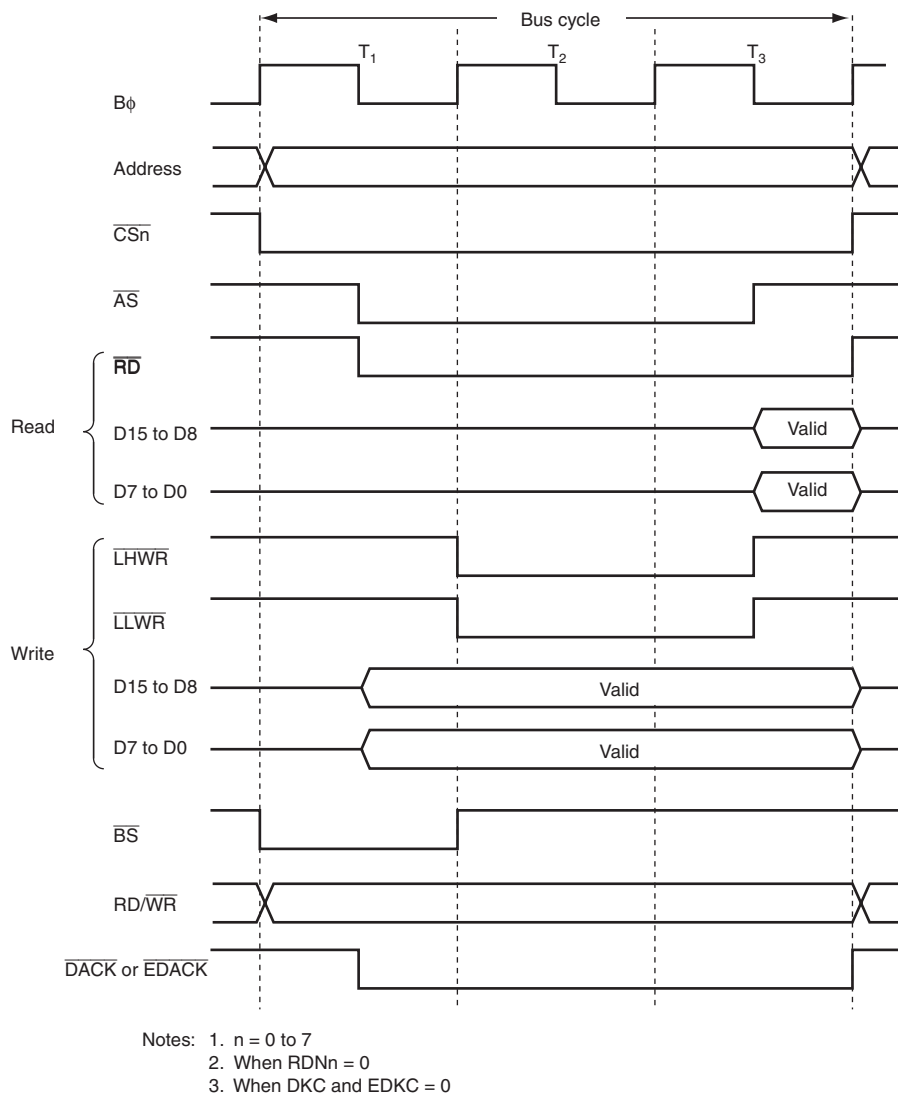 Bus cycle
T1 T2 T3
Bϕ
Address
CSn
AS
RD
Read
D15 to D8 Valid
D7 to D0 Valid
LHWR
LLWR
Write
D15 to D8 Valid
D7 to D0 Valid
BS
RD/WR
DACK or EDACK
Notes: 1. n = 0 to 7
2. When RDNn = 0
3. When DKC and EDKC = 0